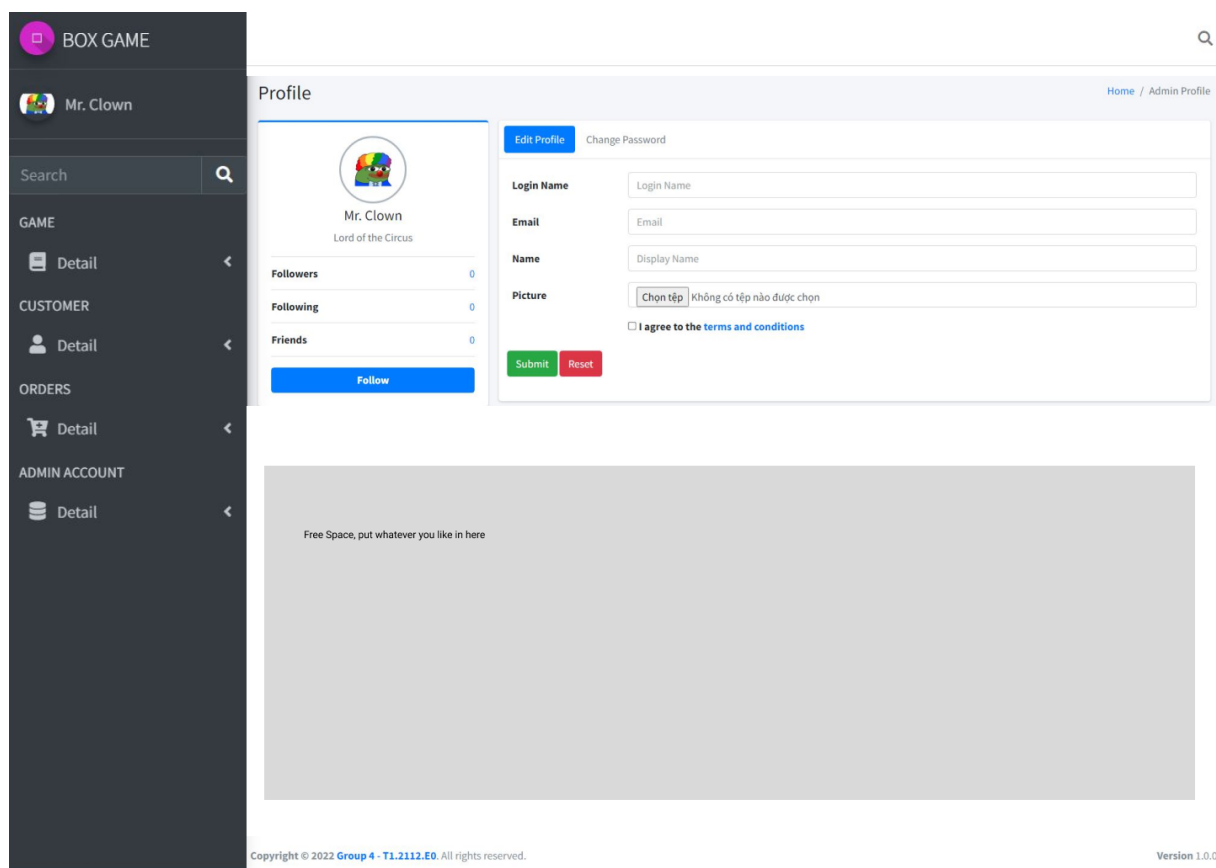 BOX GAME
Mr. Clown
Search
GAME
Detail
CUSTOMER
Detail
ORDERS
Detail
ADMIN ACCOUNT
Detail
Profile
Home / Admin Profile
Mr. Clown
Lord of the Circus
Followers 0
Following 0
Friends 0
Follow
Edit Profile Change Password
Login Name Login Name
Email Email
Name Display Name
Picture Chọn tệp Không có tệp nào được chọn
I agree to the terms and conditions
Submit Reset
Free Space, put whatever you like in here
Copyright © 2022 Group 4 - T1.2112.E0. All rights reserved.
Version 1.0.0